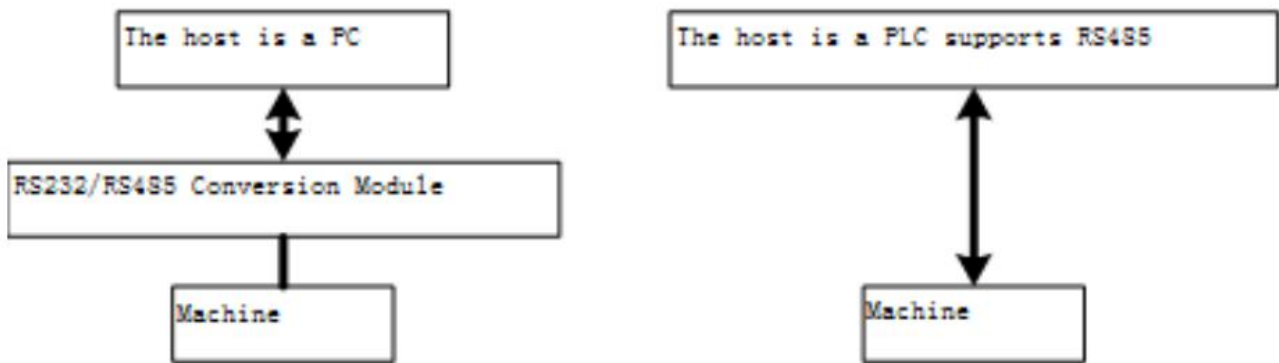 The host is a PC
The host is a PLC supports RS485
RS232/RS485 Conversion Module
Machine
Machine